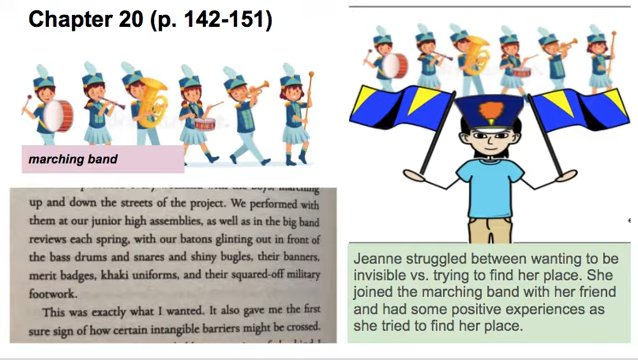 Chapter 20 (p. 142-151)
marching band
up and down the streets of the project. We performed with
them at our junior high assemblies, as well as in the big band
reviews each spring, with our batons glinting out in front of
the bass drums and snares and shiny bugles, their banners,
merit badges, khaki uniforms, and their squared-off military
footwork.
This was exactly what I wanted. It also gave me the first
sure sign of how certain intangible barriers might be crossed.
Jeanne struggled between wanting to be
invisible vs. trying to find her place. She
joined the marching band with her friend
and had some positive experiences as
she tried to find her place.